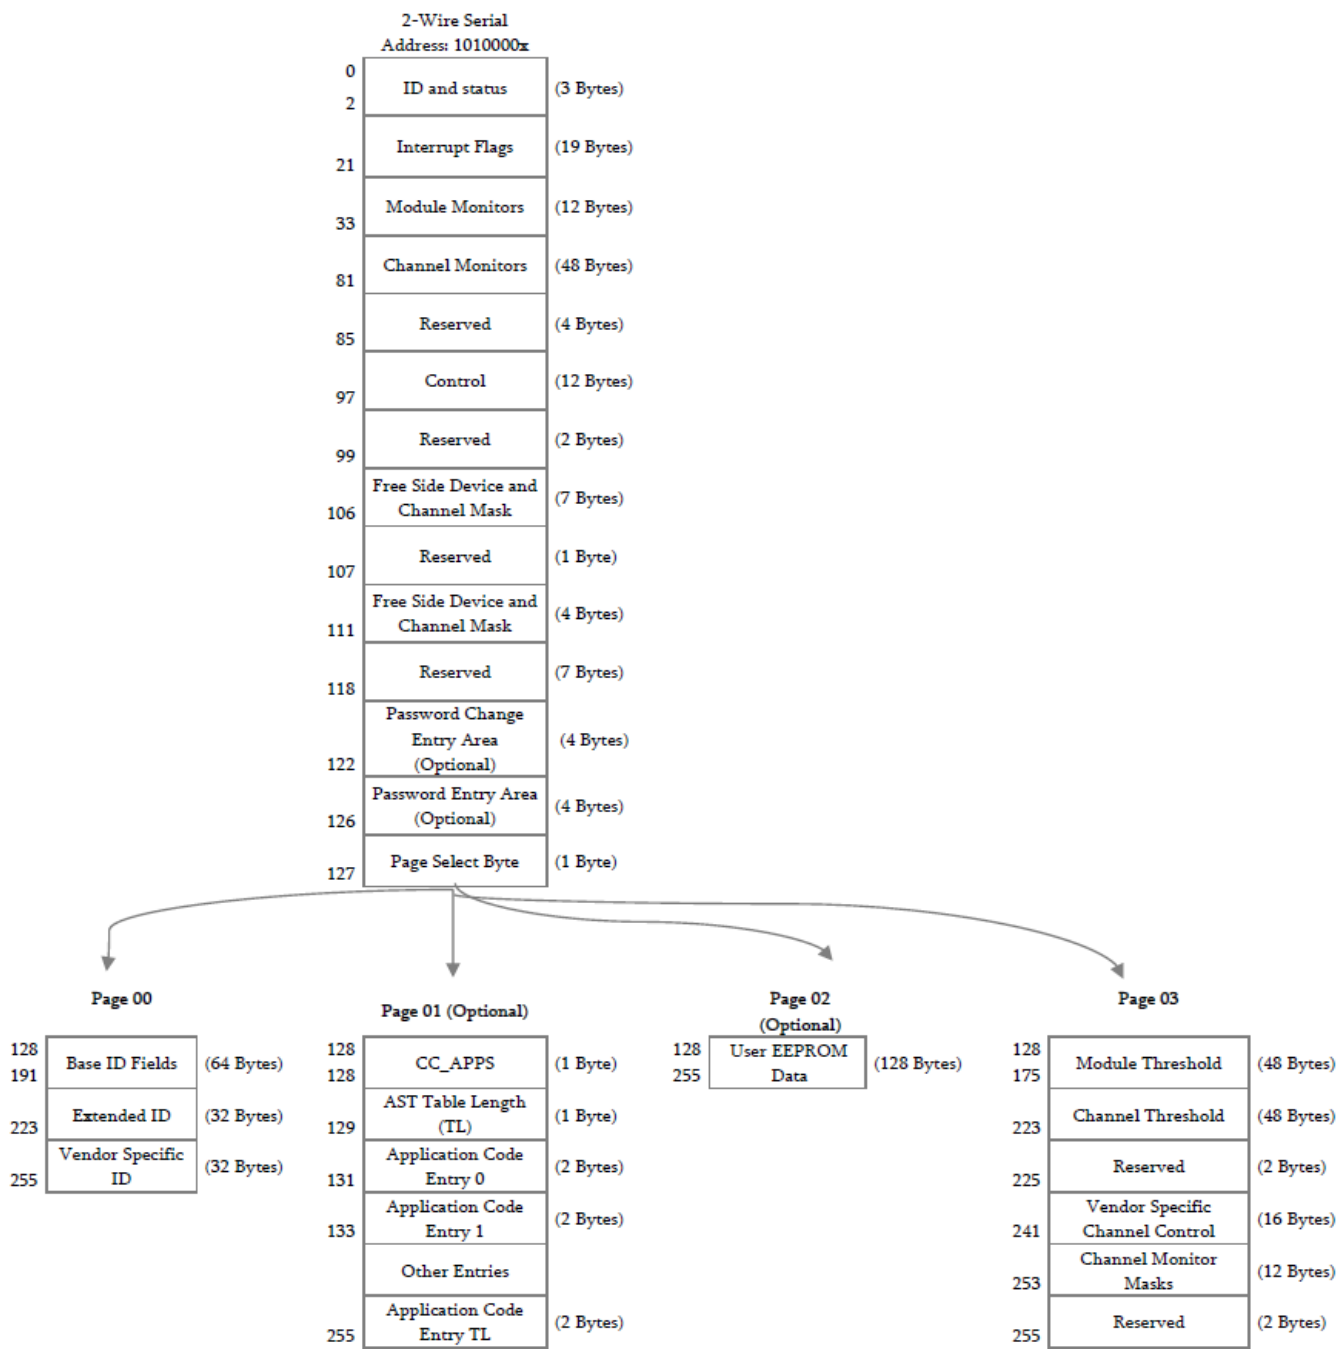 2-Wire Serial
Address: 1010000x
0
ID and status
(3 Bytes)
2
Interrupt Flags
(19 Bytes)
21
Module Monitors
(12 Bytes)
33
Channel Monitors
(48 Bytes)
81
Reserved
(4 Bytes)
85
Control
(12 Bytes)
97
Reserved
(2 Bytes)
99
Free Side Device and
Channel Mask
(7 Bytes)
106
Reserved
(1 Byte)
107
Free Side Device and
Channel Mask
(4 Bytes)
111
Reserved
(7 Bytes)
118
Password Change
Entry Area
(Optional)
(4 Bytes)
122
Password Entry Area
(Optional)
(4 Bytes)
126
Page Select Byte
(1 Byte)
127
Page 00
128
Base ID Fields
(64 Bytes)
191
Extended ID
(32 Bytes)
223
Vendor Specific
ID
(32 Bytes)
255
Page 01 (Optional)
128
CC_APPS
(1 Byte)
128
AST Table Length
(TL)
(1 Byte)
129
Application Code
Entry 0
(2 Bytes)
131
Application Code
Entry 1
(2 Bytes)
133
Other Entries
Application Code
Entry TL
(2 Bytes)
255
Page 02
(Optional)
128
User EEPROM
Data
(128 Bytes)
255
Page 03
128
Module Threshold
(48 Bytes)
175
Channel Threshold
(48 Bytes)
223
Reserved
(2 Bytes)
225
Vendor Specific
Channel Control
(16 Bytes)
241
Channel Monitor
Masks
(12 Bytes)
253
Reserved
(2 Bytes)
255